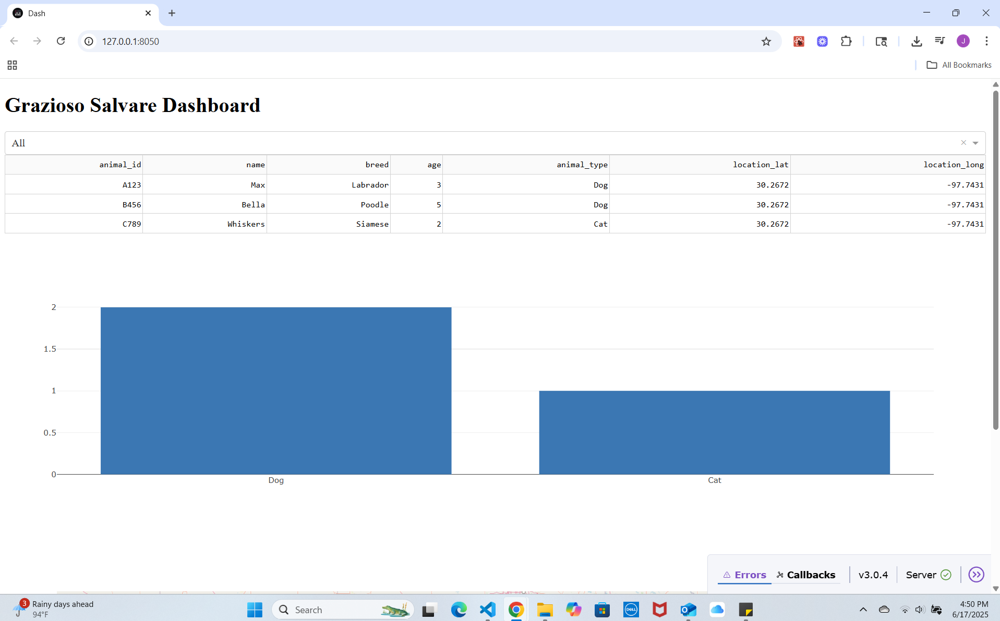 Dash
127.0.0.1:8050
J
All Bookmarks
Grazioso Salvare Dashboard
All
animal_id name breed age animal_type location_lat location_long
A123 Max Labrador 3 Dog 30.2672 -97.7431
B456 Bella Poodle 5 Dog 30.2672 -97.7431
C789 Whiskers Siamese 2 Cat 30.2672 -97.7431
2
1.5
1
0.5
0
Dog Cat
Errors Callbacks v3.0.4 Server
3 Rainy days ahead
94°F
Search
DELL
4:50 PM
6/17/2025